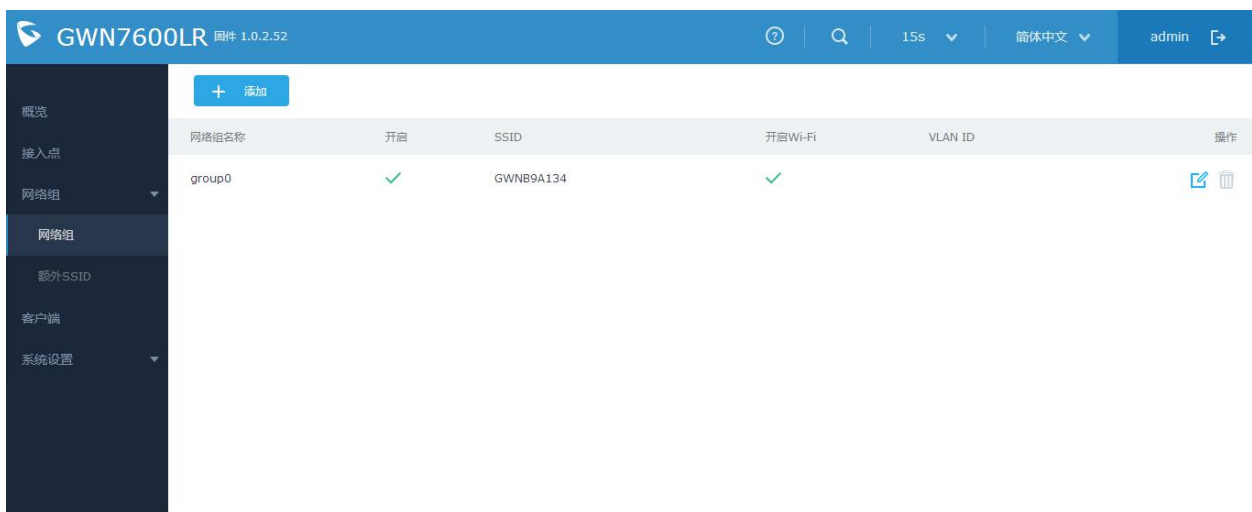 GWN7600LR 固件 1.0.2.52
15s
简体中文
admin
添加
概览
接入点
网络组
网络组
额外SSID
客户端
系统设置
网络组名称 开启 SSID 开启Wi-Fi VLAN ID 操作
group0 GWNB9A134